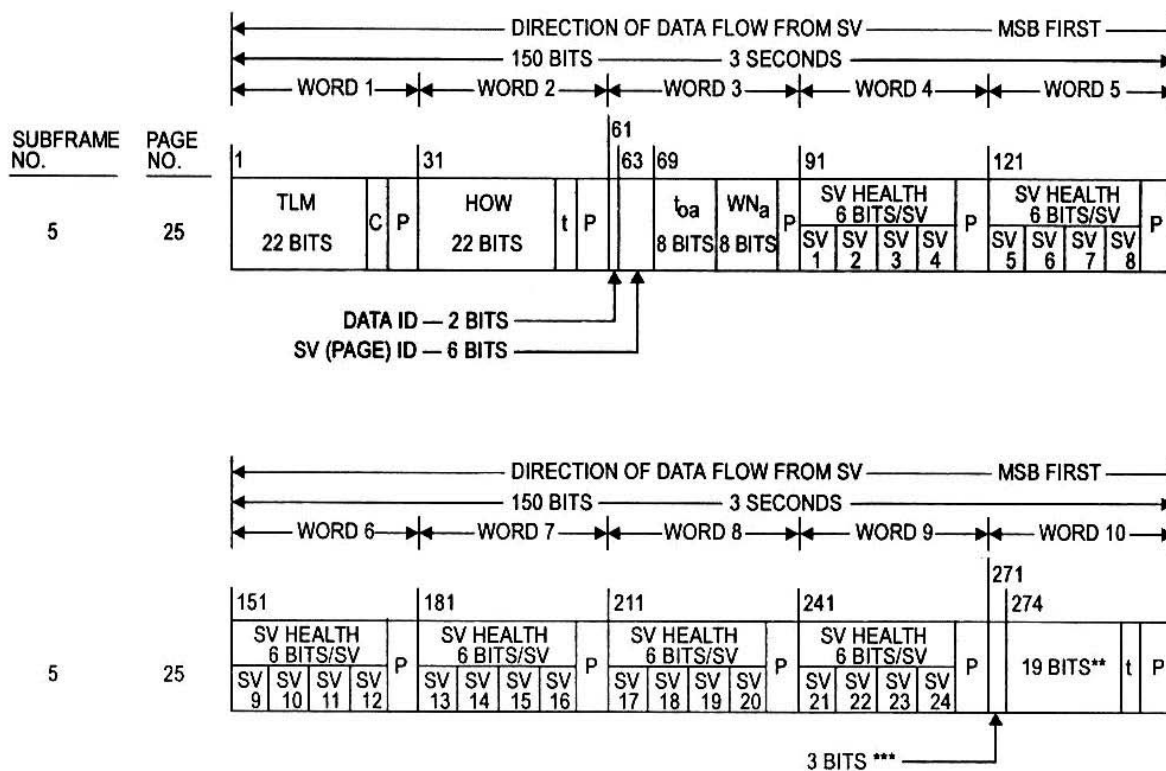 DIRECTION OF DATA FLOW FROM SV MSB FIRST
150 BITS 3 SECONDS
WORD 1 WORD 2 WORD 3 WORD 4 WORD 5
SUBFRAME NO. PAGE NO.
61
1 31 63 69 91 121
5 25
TLM 22 BITS C P
HOW 22 BITS t P
toa 8 BITS WNa 8 BITS P
SV HEALTH 6 BITS/SV P
SV 1 SV 2 SV 3 SV 4
SV HEALTH 6 BITS/SV P
SV 5 SV 6 SV 7 SV 8
DATA ID — 2 BITS
SV (PAGE) ID — 6 BITS
DIRECTION OF DATA FLOW FROM SV MSB FIRST
150 BITS 3 SECONDS
WORD 6 WORD 7 WORD 8 WORD 9 WORD 10
271
151 181 211 241 274
5 25
SV HEALTH 6 BITS/SV P
SV 9 SV 10 SV 11 SV 12
SV HEALTH 6 BITS/SV P
SV 13 SV 14 SV 15 SV 16
SV HEALTH 6 BITS/SV P
SV 17 SV 18 SV 19 SV 20
SV HEALTH 6 BITS/SV P
SV 21 SV 22 SV 23 SV 24
19 BITS** t P
3 BITS ***